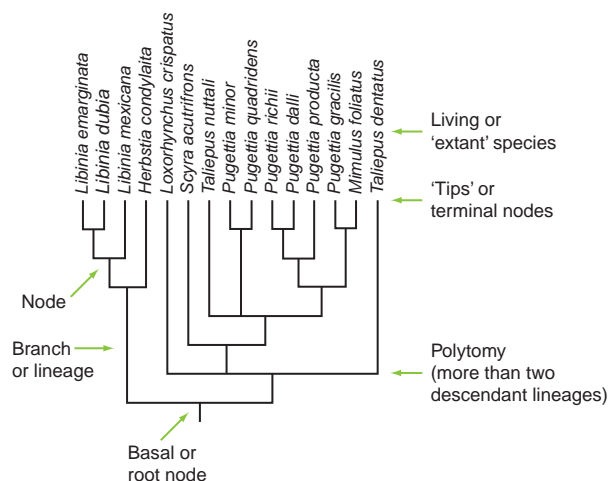 Libinia emarginata
Libinia dubia
Libinia mexicana
Herbstia condylaita
Loxorhynchus crispatus
Scyra acutrifrons
Taliepus nuttali
Pugettia minor
Pugettia quadridens
Pugettia richii
Pugettia dalli
Pugettia producta
Pugettia gracilis
Mimulus foliatus
Taliepus dentatus
Living or
‘extant’ species
‘Tips’ or
terminal nodes
Node
Branch
or lineage
Polytomy
(more than two
descendant lineages)
Basal or
root node